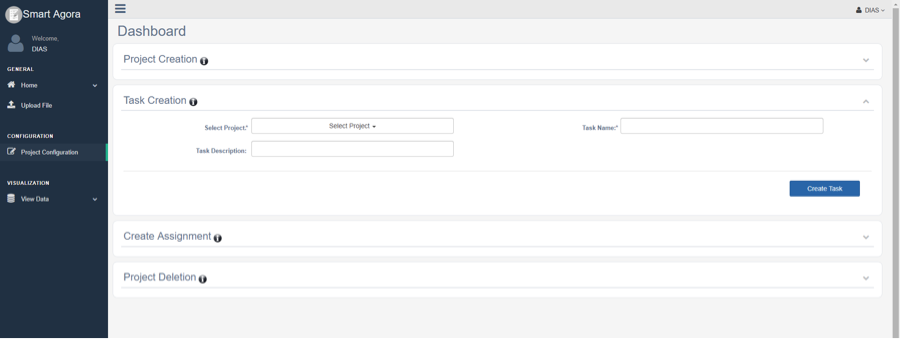 Smart Agora
DIAS
Welcome,
DIAS
Dashboard
GENERAL
Home
Upload File
CONFIGURATION
Project Configuration
VISUALIZATION
View Data
Project Creation
Task Creation
Select Project:*
Select Project
Task Name:*
Task Description:
Create Task
Create Assignment
Project Deletion